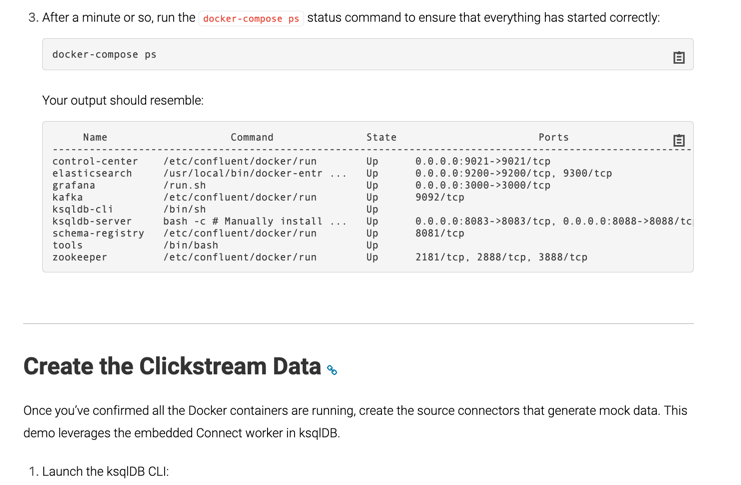 3. After a minute or so, run the docker-compose ps status command to ensure that everything has started correctly:
docker-compose ps
Your output should resemble:
Name Command State Ports
---------------------------------------------------------------------------------------------------
control-center /etc/confluent/docker/run Up 0.0.0.0:9021->9021/tcp
elasticsearch /usr/local/bin/docker-entr ... Up 0.0.0.0:9200->9200/tcp, 9300/tcp
grafana /run.sh Up 0.0.0.0:3000->3000/tcp
kafka /etc/confluent/docker/run Up 9092/tcp
ksqldb-cli /bin/sh Up
ksqldb-server bash -c # Manually install ... Up 0.0.0.0:8083->8083/tcp, 0.0.0.0:8088->8088/tc
schema-registry /etc/confluent/docker/run Up 8081/tcp
tools /bin/bash Up
zookeeper /etc/confluent/docker/run Up 2181/tcp, 2888/tcp, 3888/tcp
Create the Clickstream Data
Once you’ve confirmed all the Docker containers are running, create the source connectors that generate mock data. This
demo leverages the embedded Connect worker in ksqlDB.
1. Launch the ksqlDB CLI: